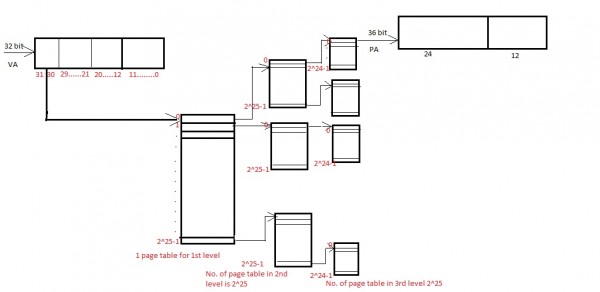 32 bit
VA
31 30 29......21 20......12 11.........0
36 bit
PA
24
12
0
2^24-1
0
2^25-1
0
1
0
0
2^25-1
2^24-1
2^25-1
1 page table for 1st level
2^25-1
No. of page table in 2nd
level is 2^25
0
2^24-1
No. of page table in 3rd level 2^25